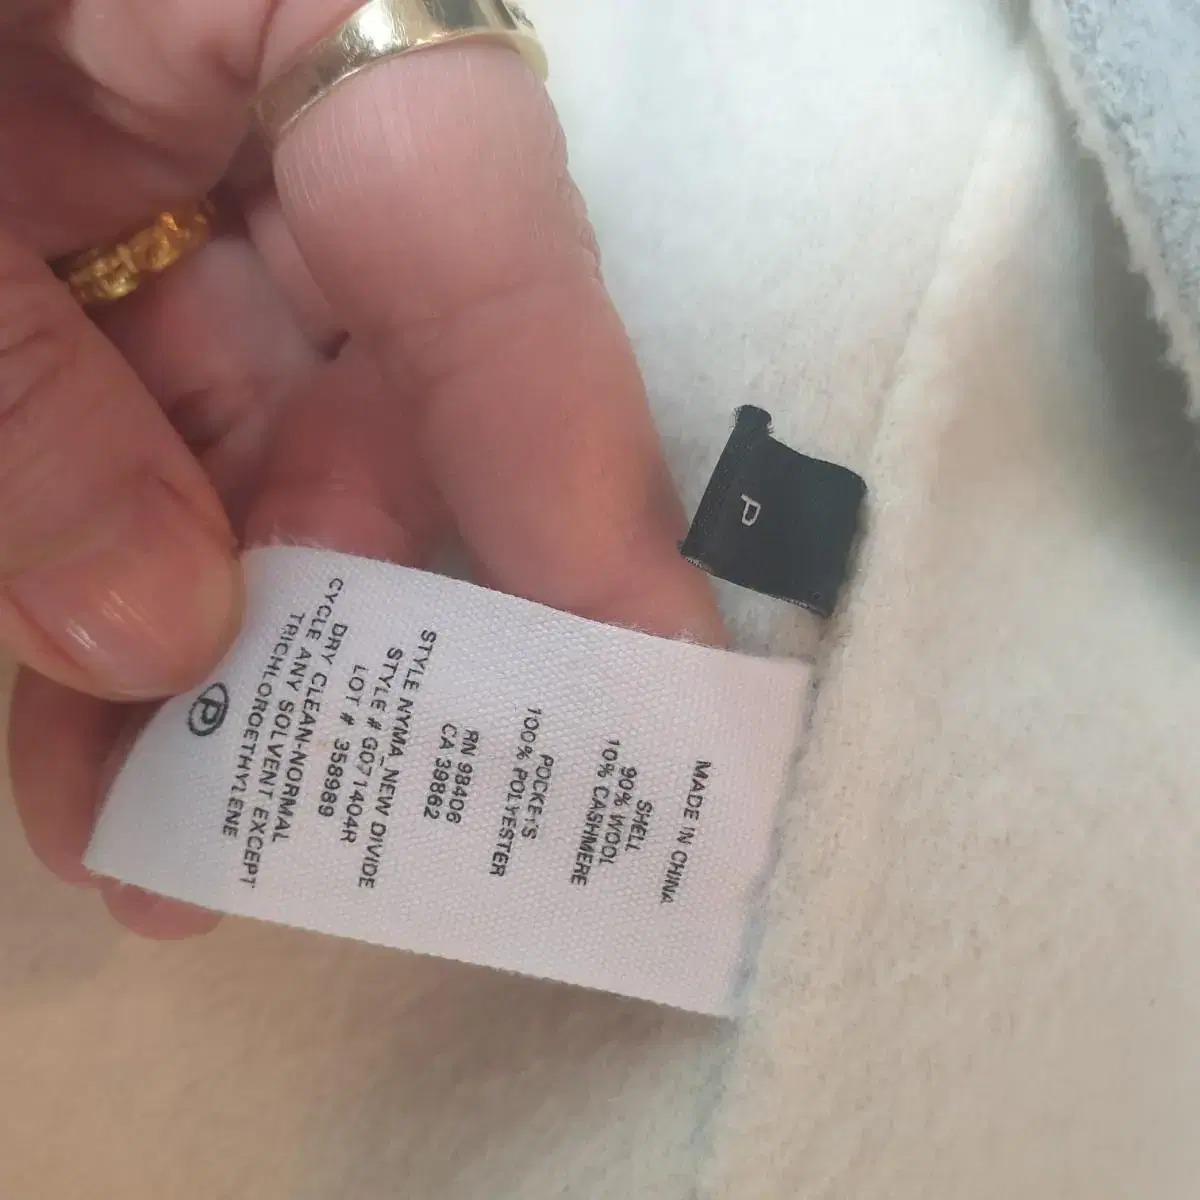 P
MADE IN CHINA
SHELL
90% WOOL
10% CASHMERE
POCKETS
100% POLYESTER
RN 98406
CA 39862
STYLE NYMA_NEW DIVIDE
STYLE # G071404R
LOT # 358989
DRY CLEAN-NORMAL
CYCLE ANY SOLVENT EXCEPT
TRICHLOROETHYLENE
P